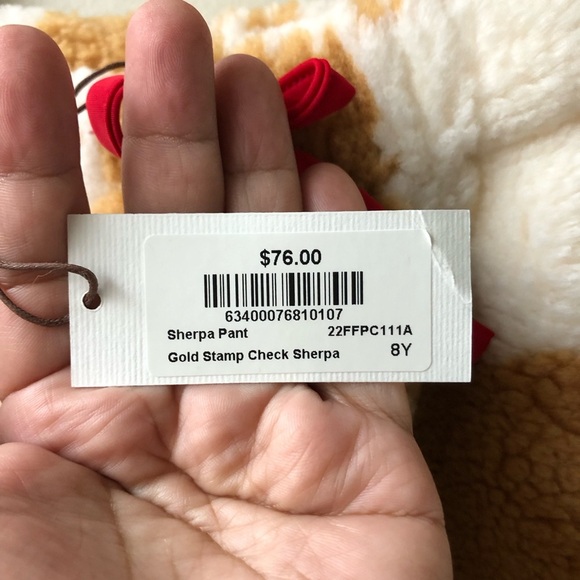 $76.00
63400076810107
Sherpa Pant 22FFPC111A
Gold Stamp Check Sherpa 8Y